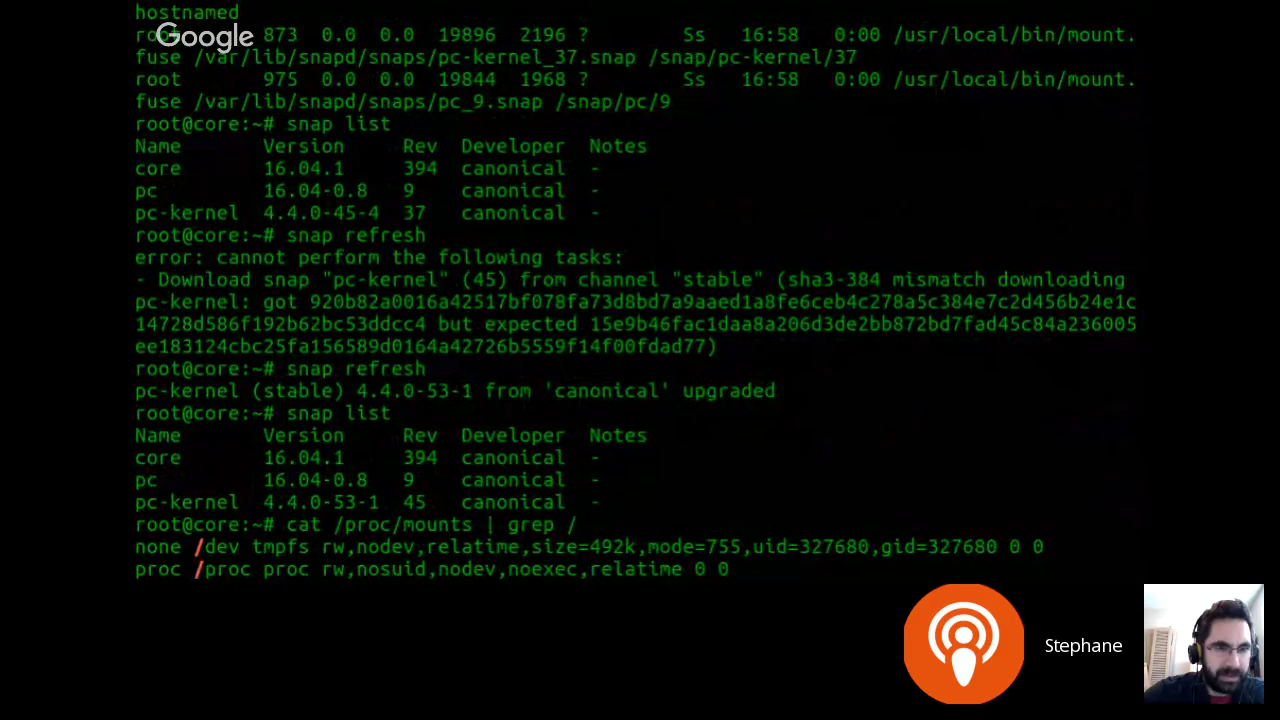 hostnamed
Google
root 873 0.0 0.0 19896 2196 ? Ss 16:58 0:00 /usr/local/bin/mount.
fuse /var/lib/snapd/snaps/pc-kernel_37.snap /snap/pc-kernel/37
root 975 0.0 0.0 19844 1968 ? Ss 16:58 0:00 /usr/local/bin/mount.
fuse /var/lib/snapd/snaps/pc_9.snap /snap/pc/9
root@core:~# snap list
Name Version Rev Developer Notes
core 16.04.1 394 canonical -
pc 16.04-0.8 9 canonical -
pc-kernel 4.4.0-45-4 37 canonical -
root@core:~# snap refresh
error: cannot perform the following tasks:
- Download snap "pc-kernel" (45) from channel "stable" (sha3-384 mismatch downloading
pc-kernel: got 920b82a0016a42517bf078fa73d8bd7a9aaed1a8fe6ceb4c278a5c384e7c2d456b24e1c
14728d586f192b62bc53ddcc4 but expected 15e9b46fac1daa8a206d3de2bb872bd7fad45c84a236005
ee183124cbc25fa156589d0164a42726b5559f14f00fdad77)
root@core:~# snap refresh
pc-kernel (stable) 4.4.0-53-1 from 'canonical' upgraded
root@core:~# snap list
Name Version Rev Developer Notes
core 16.04.1 394 canonical -
pc 16.04-0.8 9 canonical -
pc-kernel 4.4.0-53-1 45 canonical -
root@core:~# cat /proc/mounts | grep /
none /dev tmpfs rw,nodev,relatime,size=492k,mode=755,uid=327680,gid=327680 0 0
proc /proc proc rw,nosuid,nodev,noexec,relatime 0 0
Stephane